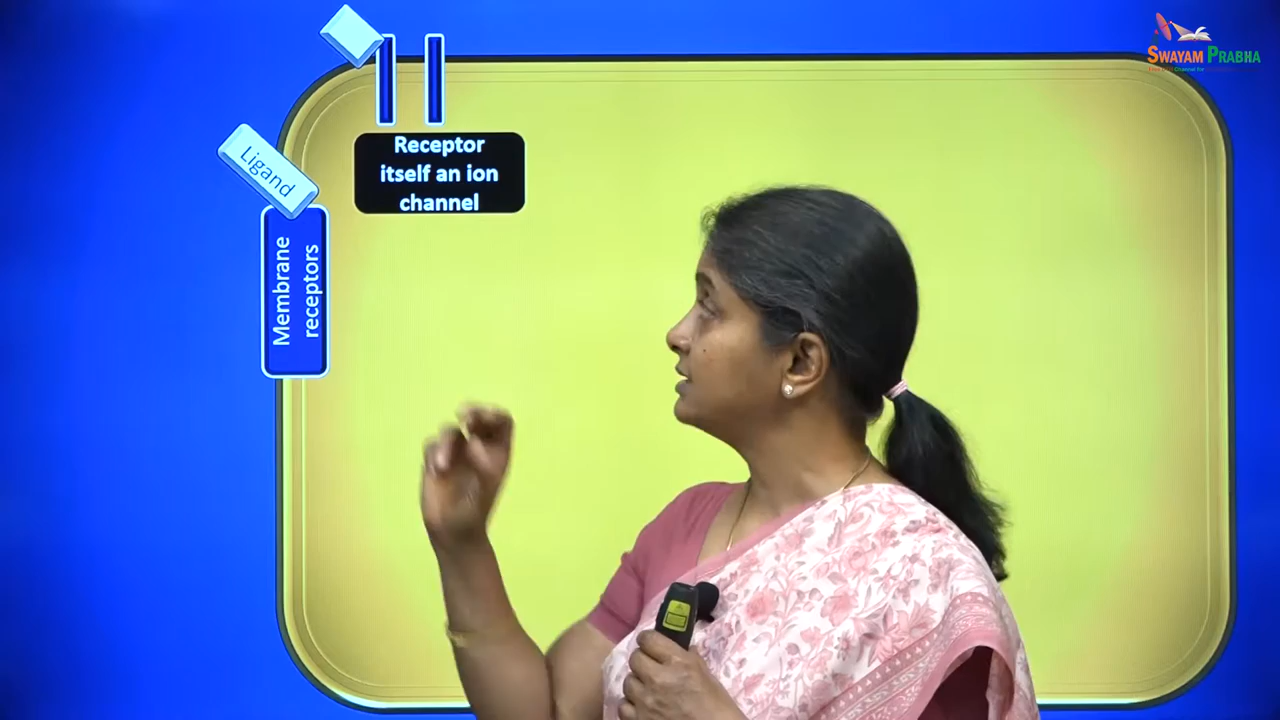 SWAYAM PRABHA
Receptor
itself an ion
channel
Ligand
Membrane
receptors